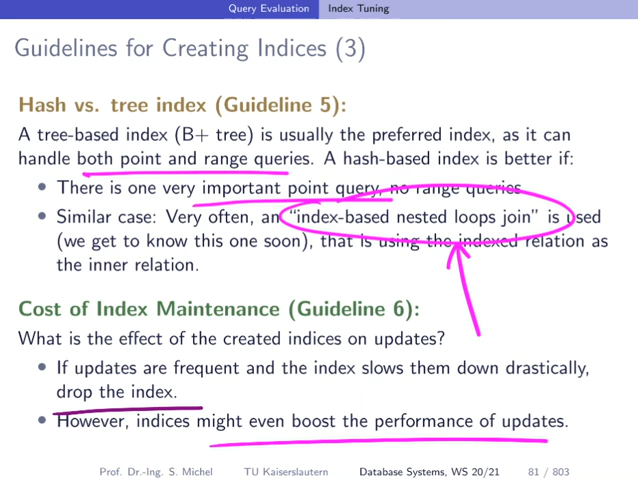 Query Evaluation Index Tuning
Guidelines for Creating Indices (3)
Hash vs. tree index (Guideline 5):
A tree-based index (B+ tree) is usually the preferred index, as it can
handle both point and range queries. A hash-based index is better if:
• There is one very important point query, no range queries
• Similar case: Very often, an “index-based nested loops join” is used
(we get to know this one soon), that is using the indexed relation as
the inner relation.
Cost of Index Maintenance (Guideline 6):
What is the effect of the created indices on updates?
• If updates are frequent and the index slows them down drastically,
drop the index.
• However, indices might even boost the performance of updates.
Prof. Dr.-Ing. S. Michel TU Kaiserslautern Database Systems, WS 20/21 81 / 803